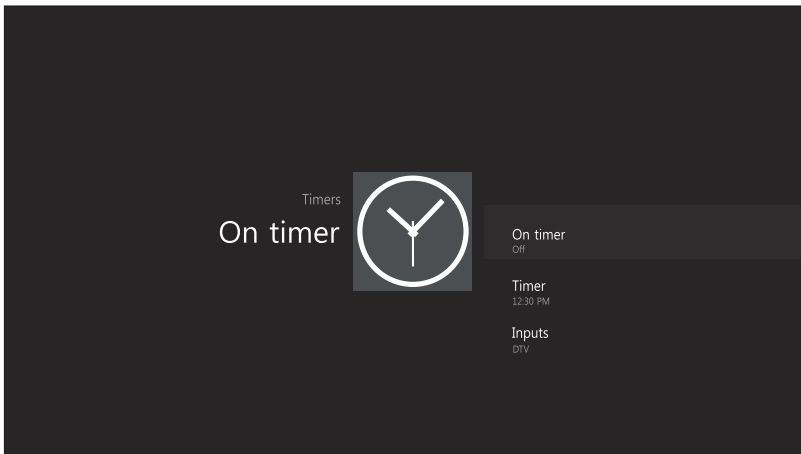 Timers
On timer
On timer
Off
Timer
12:30 PM
Inputs
DTV